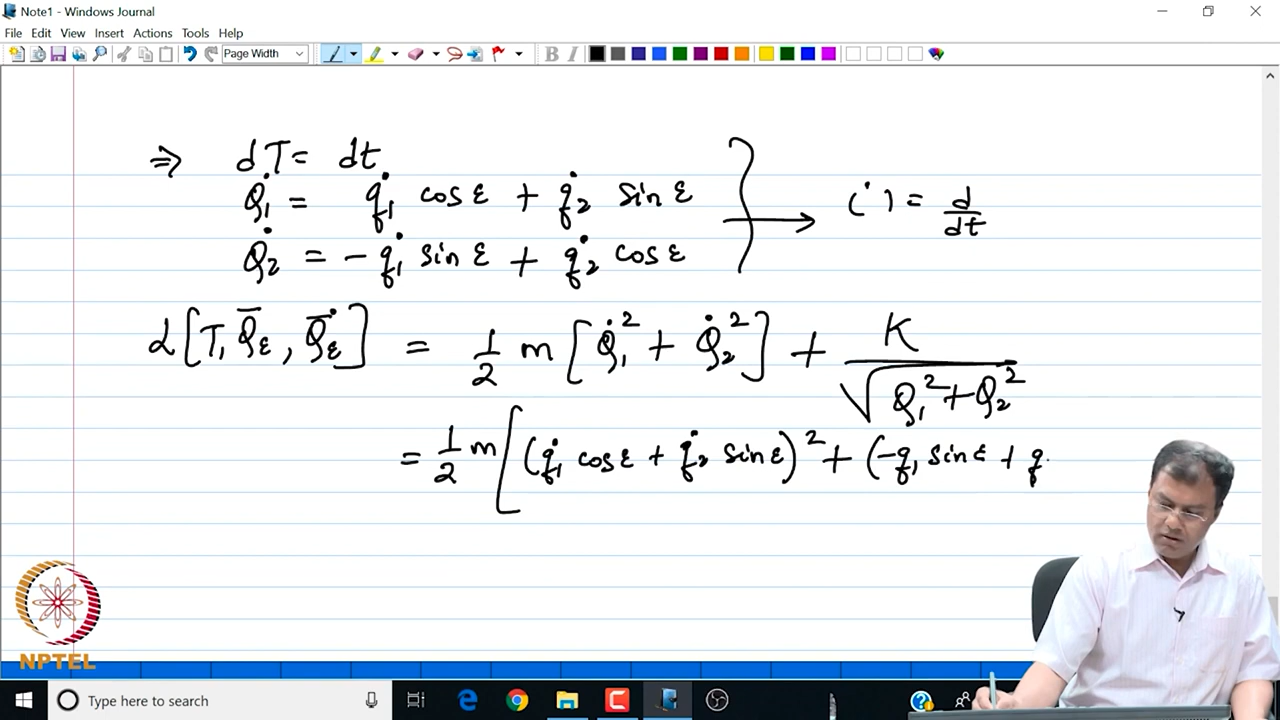 Note1 - Windows Journal
File Edit View Insert Actions Tools Help
Page Width
⇒ dT = dt
Q̇₁ = q̇₁ cos ε + q̇₂ sin ε
(˙) = d/dt
Q̇₂ = - q̇₁ sin ε + q̇₂ cos ε
L[T, Q̄ε, Q̄̇ε] = 1/2 m [Q̇₁² + Q̇₂²] + K/√(Q₁² + Q₂²)
= 1/2 m [(q̇₁ cos ε + q̇₂ sin ε)² + (-q₁ sin ε + q
NPTEL
Type here to search